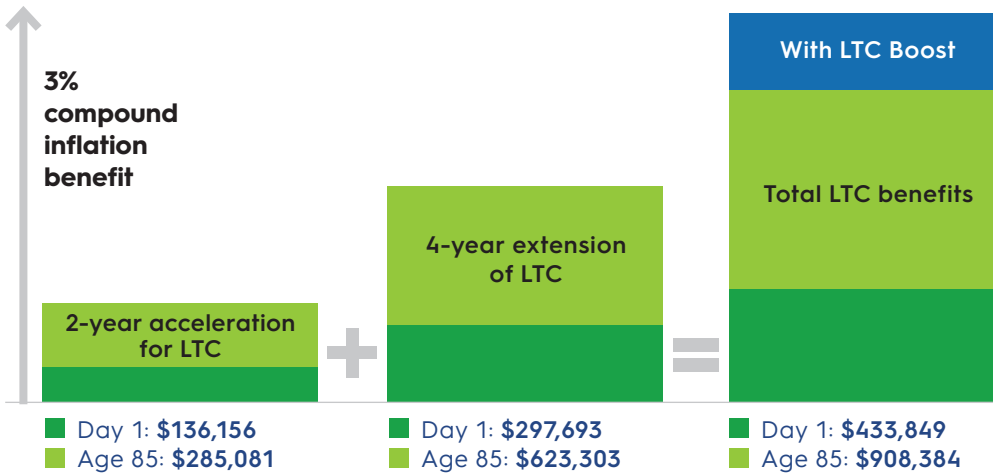 3%
compound
inflation
benefit
2-year acceleration
for LTC
4-year extension
of LTC
With LTC Boost
Total LTC benefits
Day 1: $136,156
Age 85: $285,081
Day 1: $297,693
Age 85: $623,303
Day 1: $433,849
Age 85: $908,384